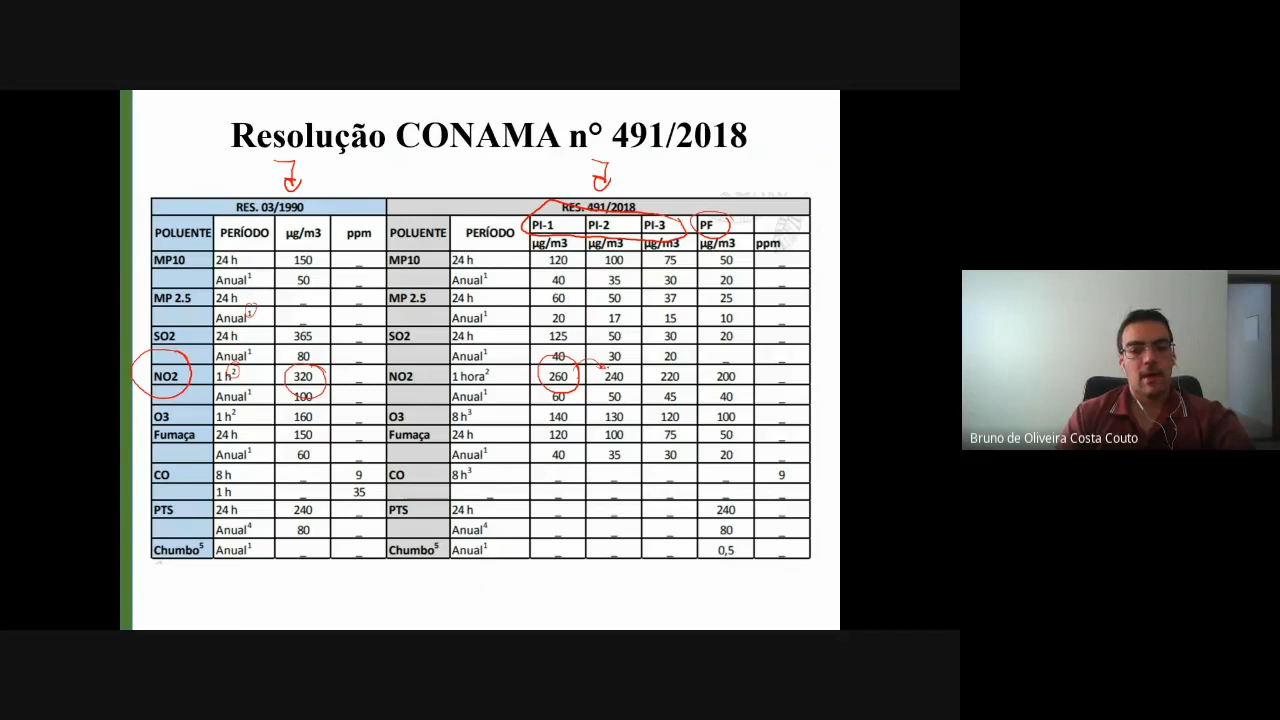 Resolução CONAMA n° 491/2018
RES. 03/1990 RES. 491/2018
POLUENTE PERÍODO µg/m3 ppm POLUENTE PERÍODO PI-1 PI-2 PI-3 PF
µg/m3 µg/m3 µg/m3 µg/m3 ppm
MP10 24 h 150 _ MP10 24 h 120 100 75 50 _
Anual¹ 50 _ Anual¹ 40 35 30 20 _
MP 2.5 24 h _ _ MP 2.5 24 h 60 50 37 25 _
Anual¹ _ _ Anual¹ 20 17 15 10 _
SO2 24 h 365 _ SO2 24 h 125 50 30 20 _
Anual¹ 80 _ Anual¹ 40 30 20 _ _
NO2 1 h² 320 _ NO2 1 hora² 260 240 220 200 _
Anual¹ 100 _ Anual¹ 60 50 45 40 _
O3 1 h² 160 _ O3 8 h³ 140 130 120 100 _
Fumaça 24 h 150 _ Fumaça 24 h 120 100 75 50 _
Anual¹ 60 _ Anual¹ 40 35 30 20 _
CO 8 h _ 9 CO 8 h³ _ _ _ _ 9
1 h _ 35 _ _ _ _ _ _
PTS 24 h 240 _ PTS 24 h _ _ _ 240 _
Anual⁴ 80 _ Anual⁴ _ _ _ 80 _
Chumbo⁵ Anual¹ _ _ Chumbo⁵ Anual¹ _ _ _ 0,5 _
Bruno de Oliveira Costa Couto